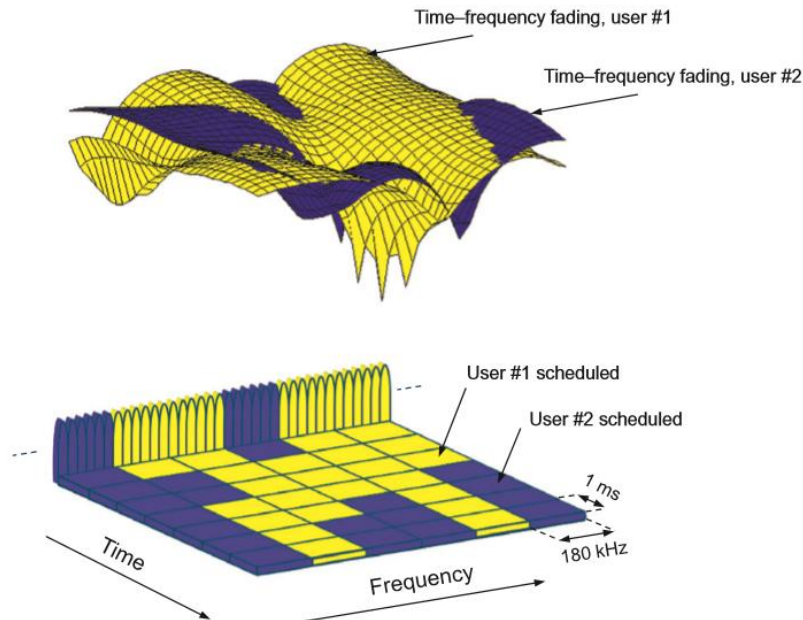 Time–frequency fading, user #1
Time–frequency fading, user #2
User #1 scheduled
User #2 scheduled
1 ms
180 kHz
Time
Frequency